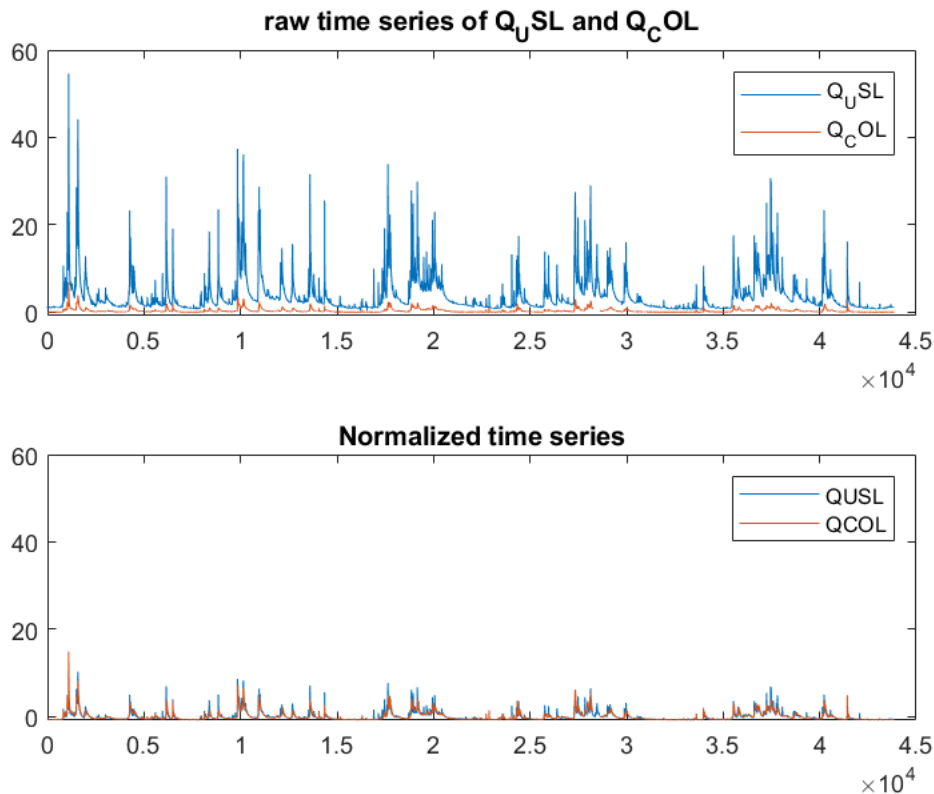 raw time series of Q_USL and Q_COL
60
40
20
0
Q_USL
Q_COL
0 0.5 1 1.5 2 2.5 3 3.5 4 4.5
×10^4
Normalized time series
60
40
20
0
QUSL
QCOL
0 0.5 1 1.5 2 2.5 3 3.5 4 4.5
×10^4